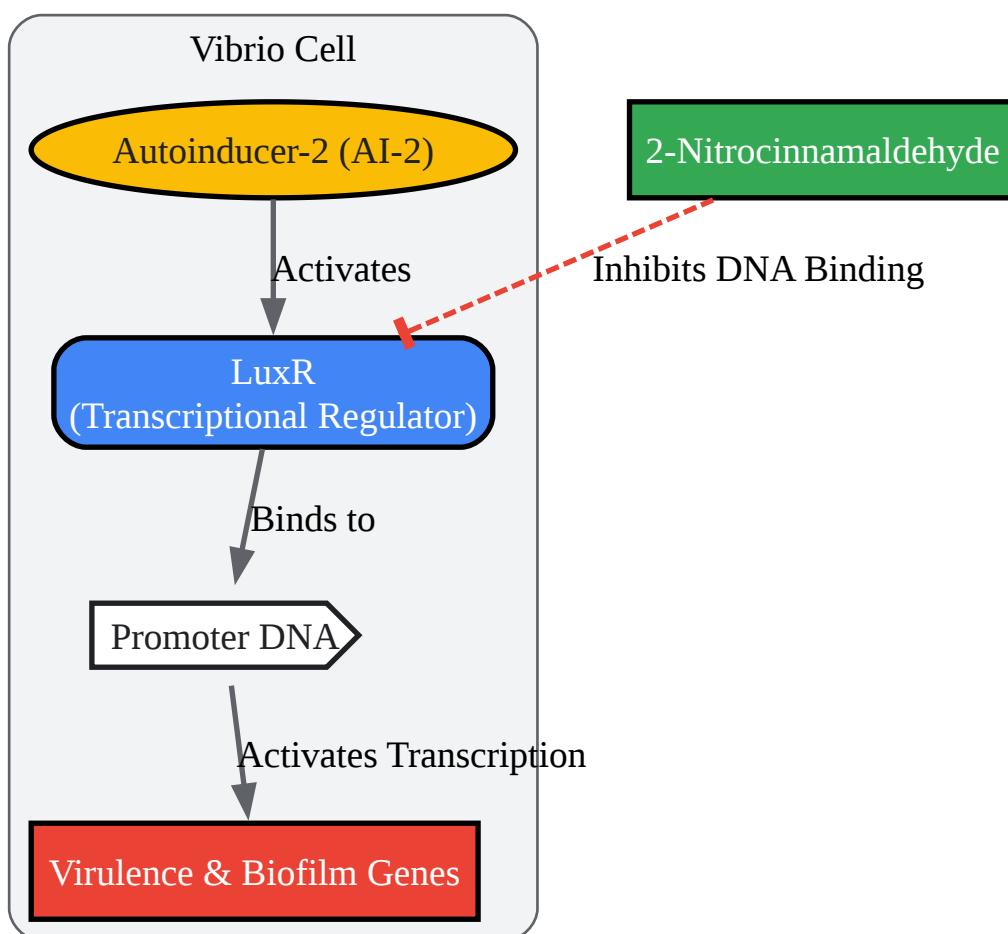 Vibrio Cell
Autoinducer-2 (AI-2)
2-Nitrocinnamaldehyde
Activates
Inhibits DNA Binding
LuxR
(Transcriptional Regulator)
Binds to
Promoter DNA
Activates Transcription
Virulence & Biofilm Genes